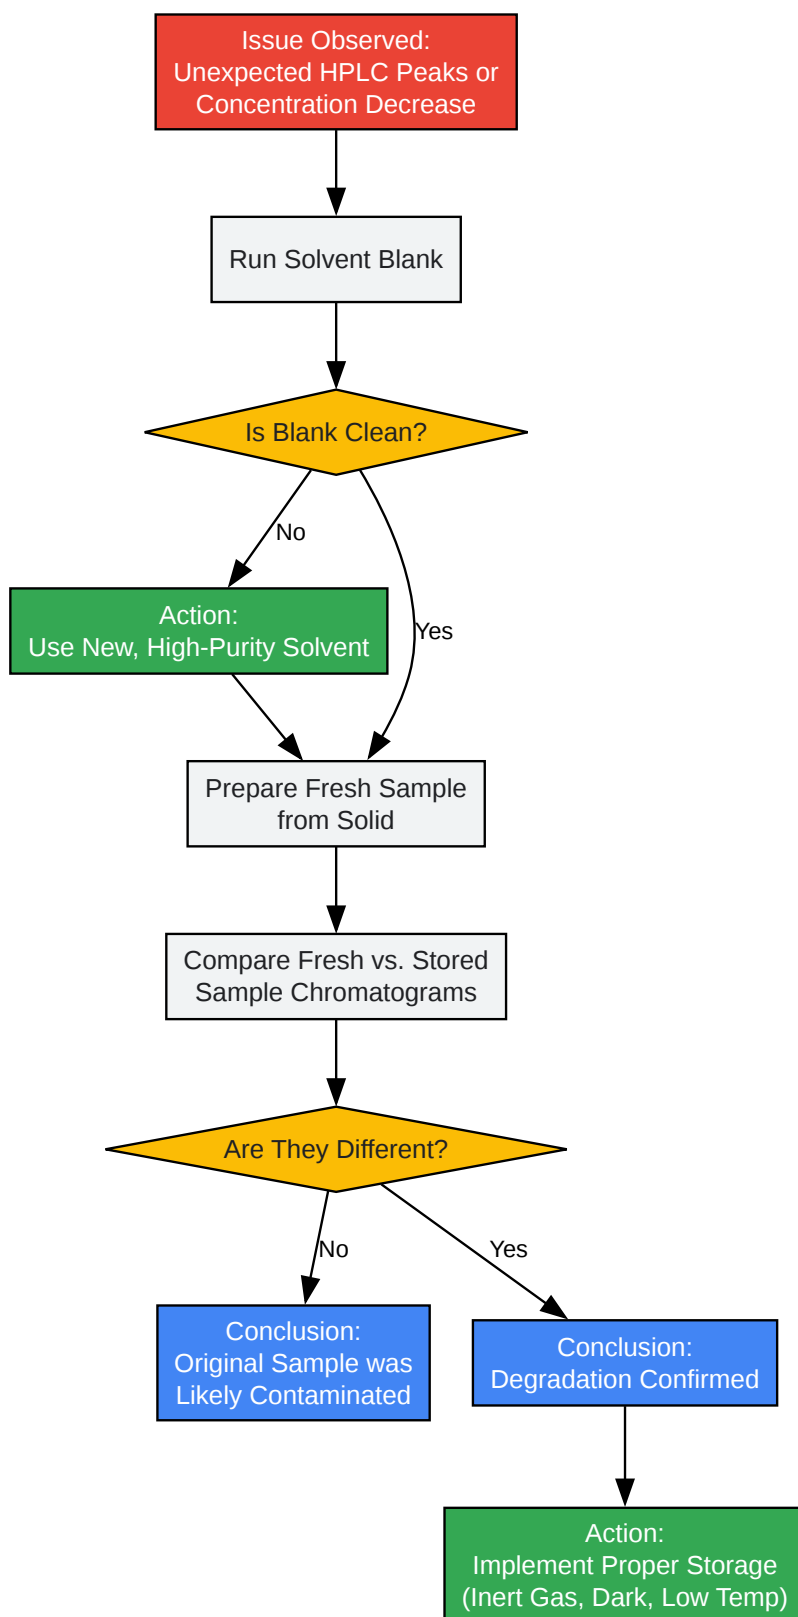 Issue Observed:
Unexpected HPLC Peaks or
Concentration Decrease
Run Solvent Blank
Is Blank Clean?
No
Yes
Action:
Use New, High-Purity Solvent
Prepare Fresh Sample
from Solid
Compare Fresh vs. Stored
Sample Chromatograms
Are They Different?
No
Yes
Conclusion:
Original Sample was
Likely Contaminated
Conclusion:
Degradation Confirmed
Action:
Implement Proper Storage
(Inert Gas, Dark, Low Temp)